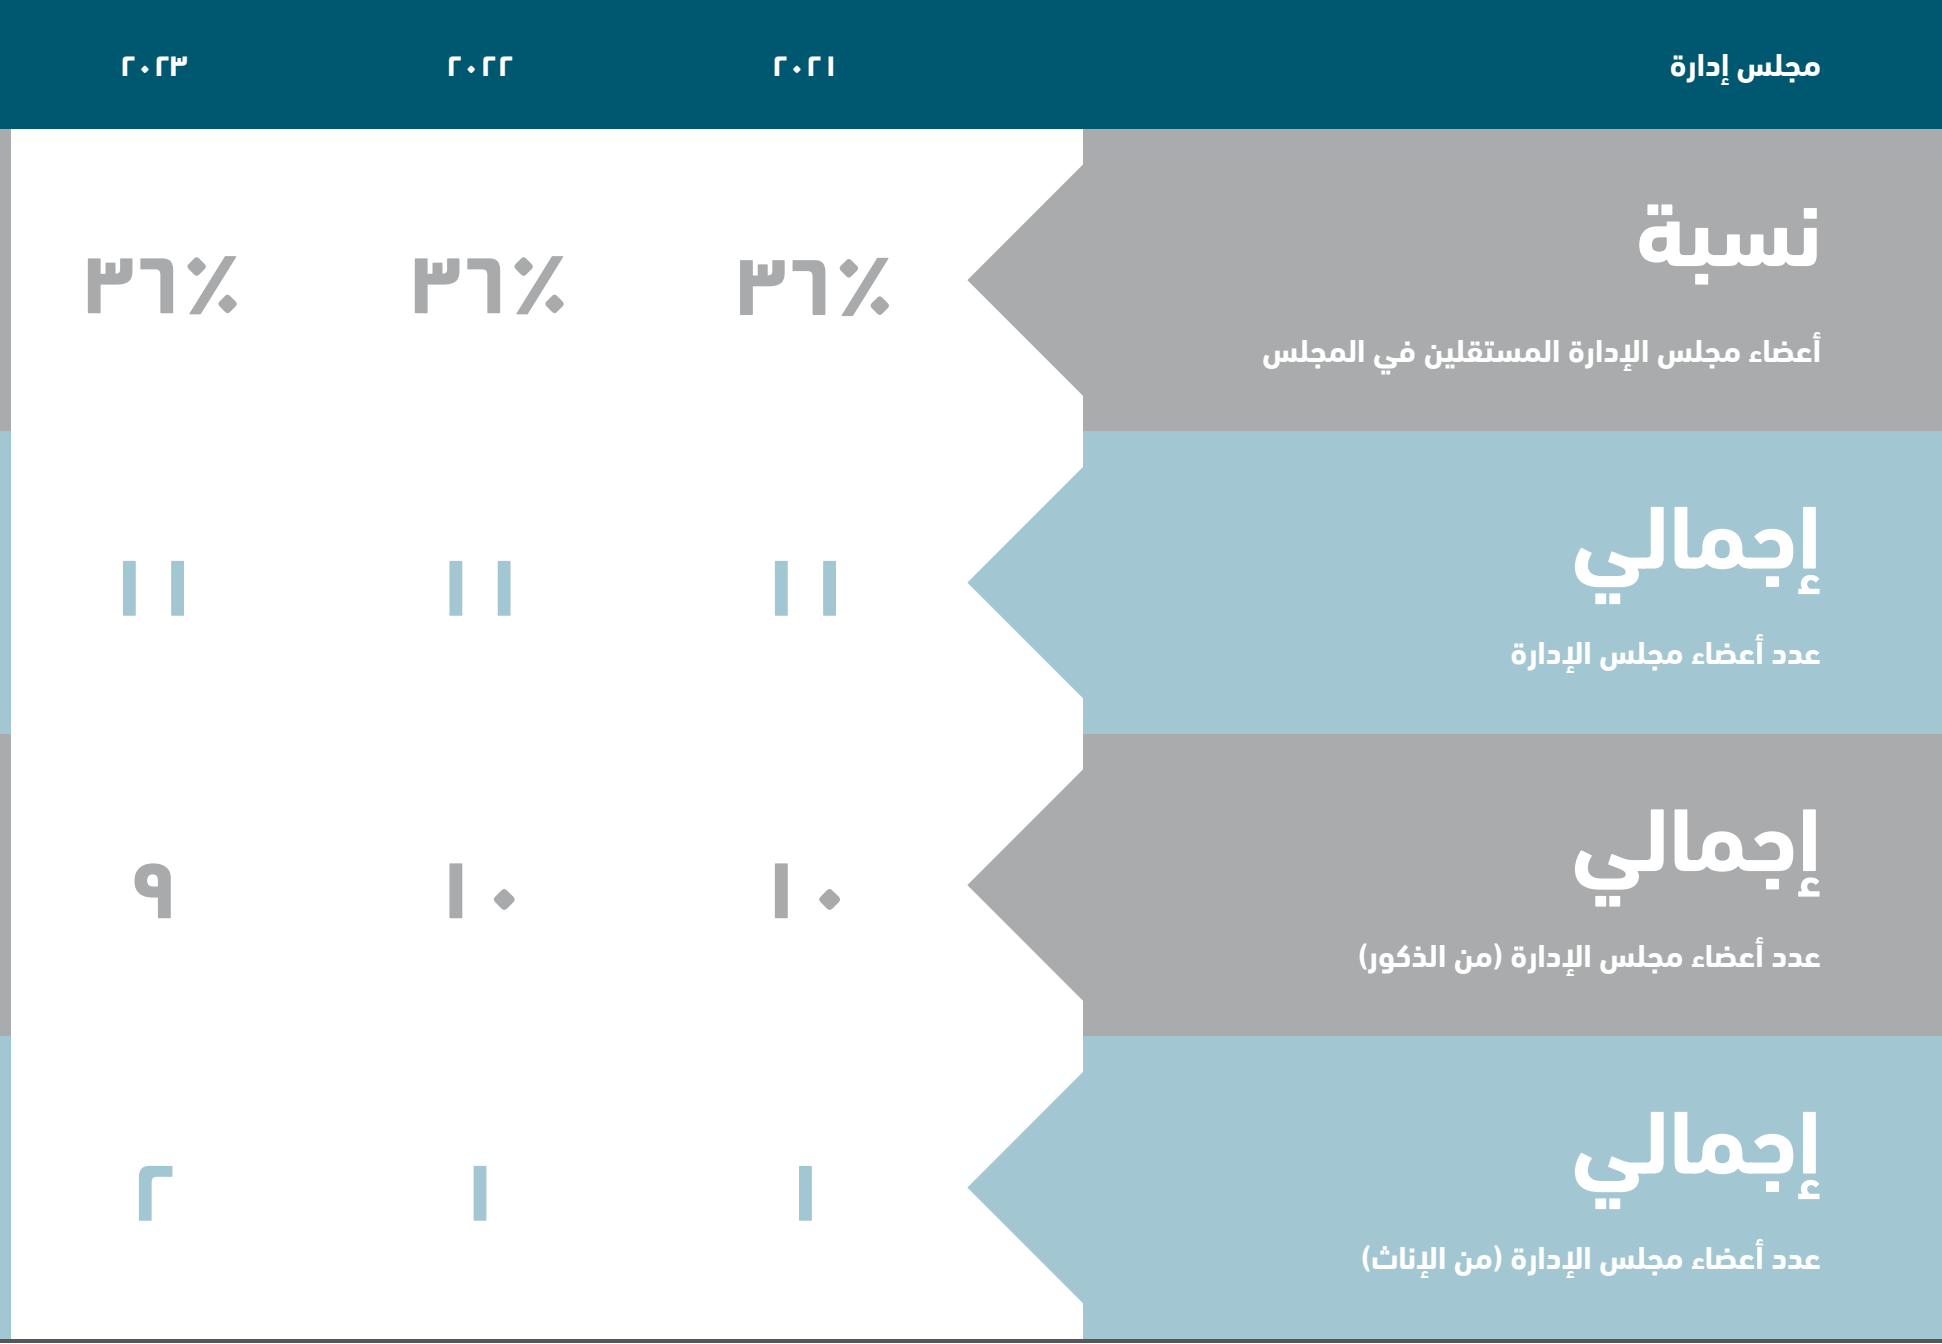 مجلس إدارة ٢٠٢١ ٢٠٢٢ ٢٠٢٣
نسبة
٣٦٪ ٣٦٪ ٣٦٪
أعضاء مجلس الإدارة المستقلين في المجلس
إجمالي
١١ ١١ ١١
عدد أعضاء مجلس الإدارة
إجمالي
١٠ ١٠ ٩
عدد أعضاء مجلس الإدارة (من الذكور)
إجمالي
١ ١ ٢
عدد أعضاء مجلس الإدارة (من الإناث)